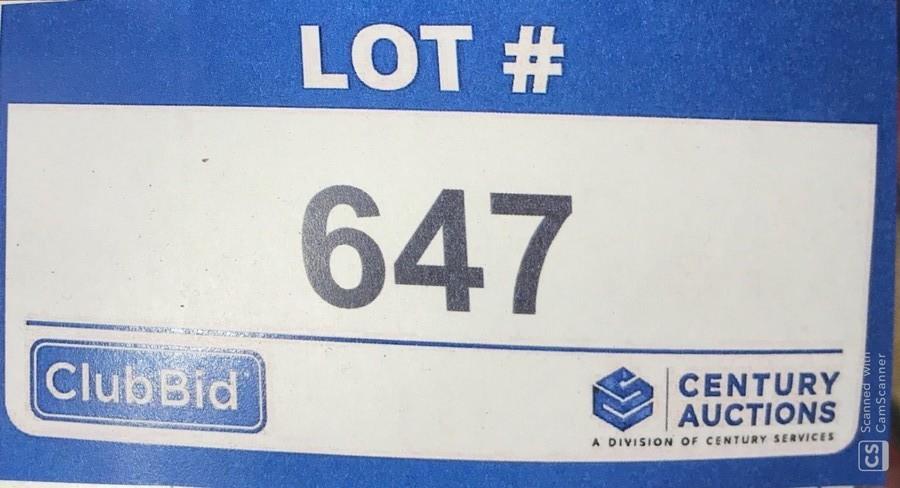 LOT #
647
ClubBid
CENTURY
AUCTIONS
A DIVISION OF CENTURY SERVICES
CS
Scanned with
CamScanner